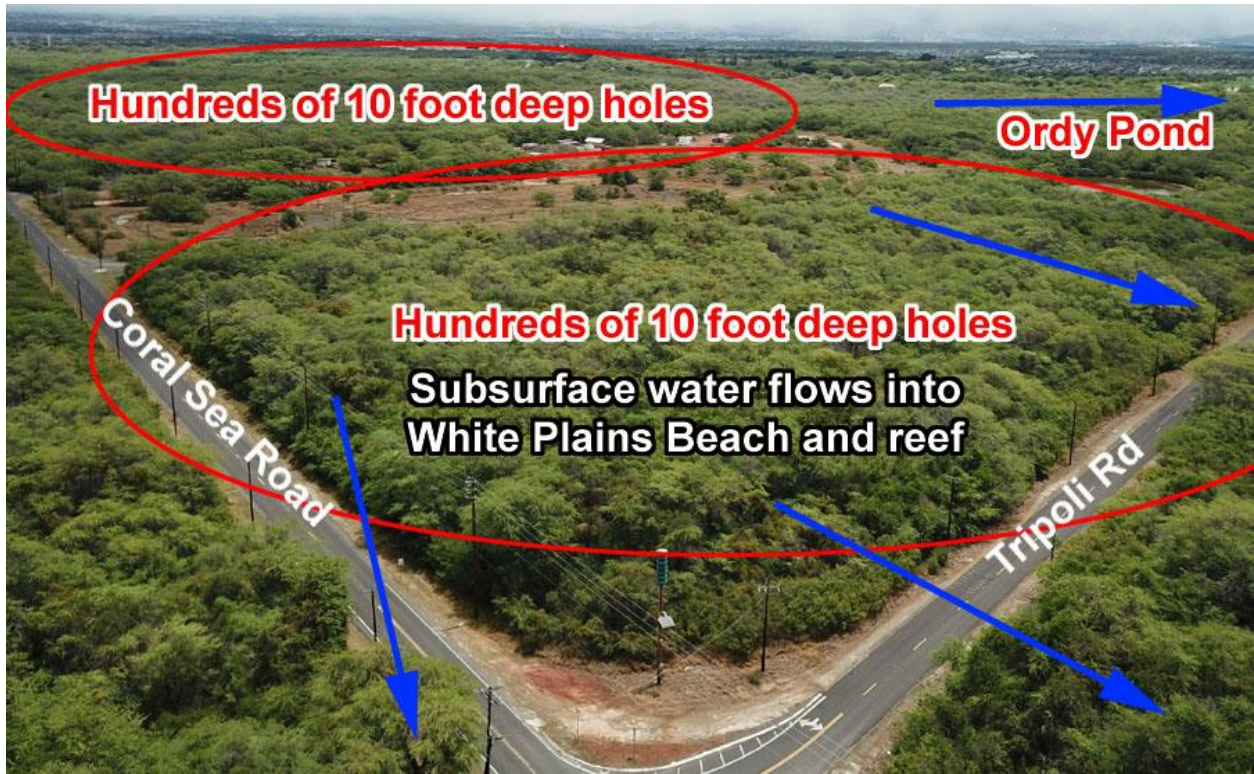 Hundreds of 10 foot deep holes
Ordy Pond
Hundreds of 10 foot deep holes
Subsurface water flows into
White Plains Beach and reef
Coral Sea Road
Tripoli Rd